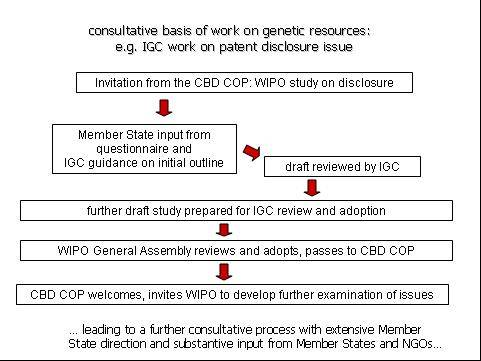 consultative basis of work on genetic resources:
e.g. IGC work on patent disclosure issue
Invitation from the CBD COP: WIPO study on disclosure
Member State input from
questionnaire and
IGC guidance on initial outline
draft reviewed by IGC
further draft study prepared for IGC review and adoption
WIPO General Assembly reviews and adopts, passes to CBD COP
CBD COP welcomes, invites WIPO to develop further examination of issues
... leading to a further consultative process with extensive Member
State direction and substantive input from Member States and NGOs...